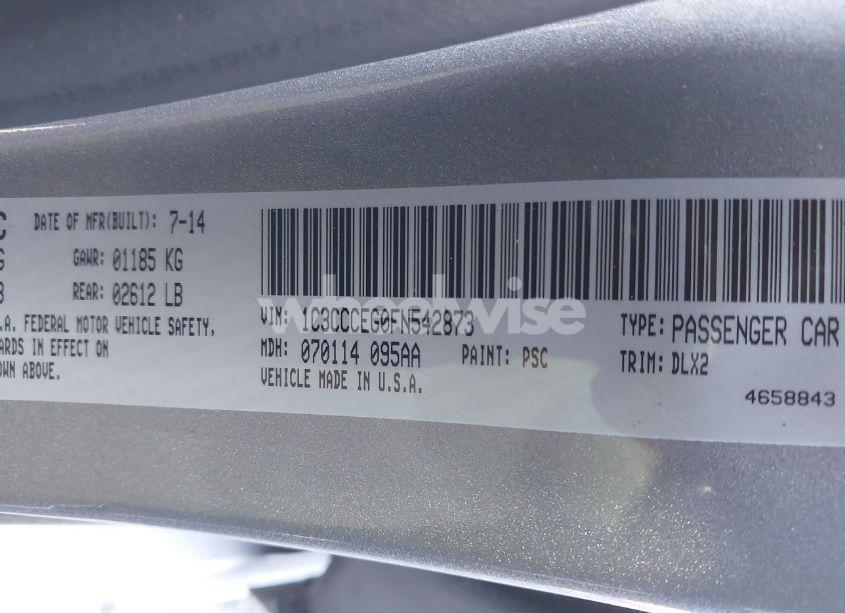 C DATE OF MFR(BUILT): 7-14
G GAWR: 01185 KG
B REAR: 02612 LB
.A. FEDERAL MOTOR VEHICLE SAFETY,
ARDS IN EFFECT ON
OWN ABOVE.
VIN: 1C3CCCEG0FN542873
MDH: 070114 095AA PAINT: PSC
VEHICLE MADE IN U.S.A.
TYPE: PASSENGER CAR
TRIM: DLX2
4658843
wheelwise